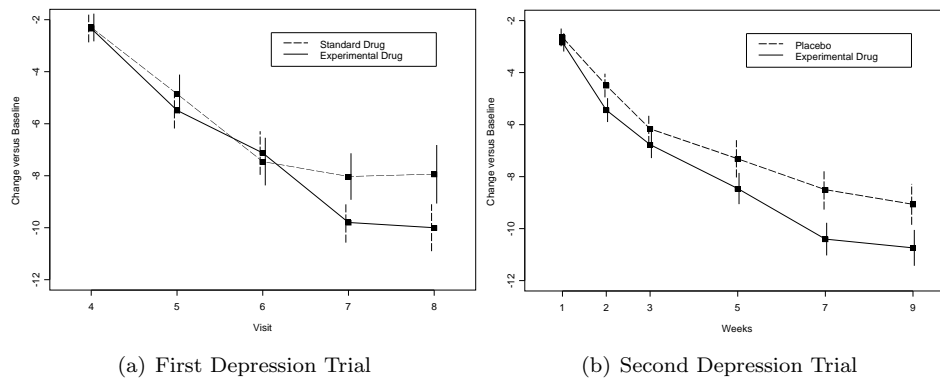 -2
-4
-6
-8
-10
-12
Change versus Baseline
Standard Drug
Experimental Drug
4 5 6 7 8
Visit
(a) First Depression Trial
-2
-4
-6
-8
-10
-12
Change versus Baseline
Placebo
Experimental Drug
1 2 3 5 7 9
Weeks
(b) Second Depression Trial